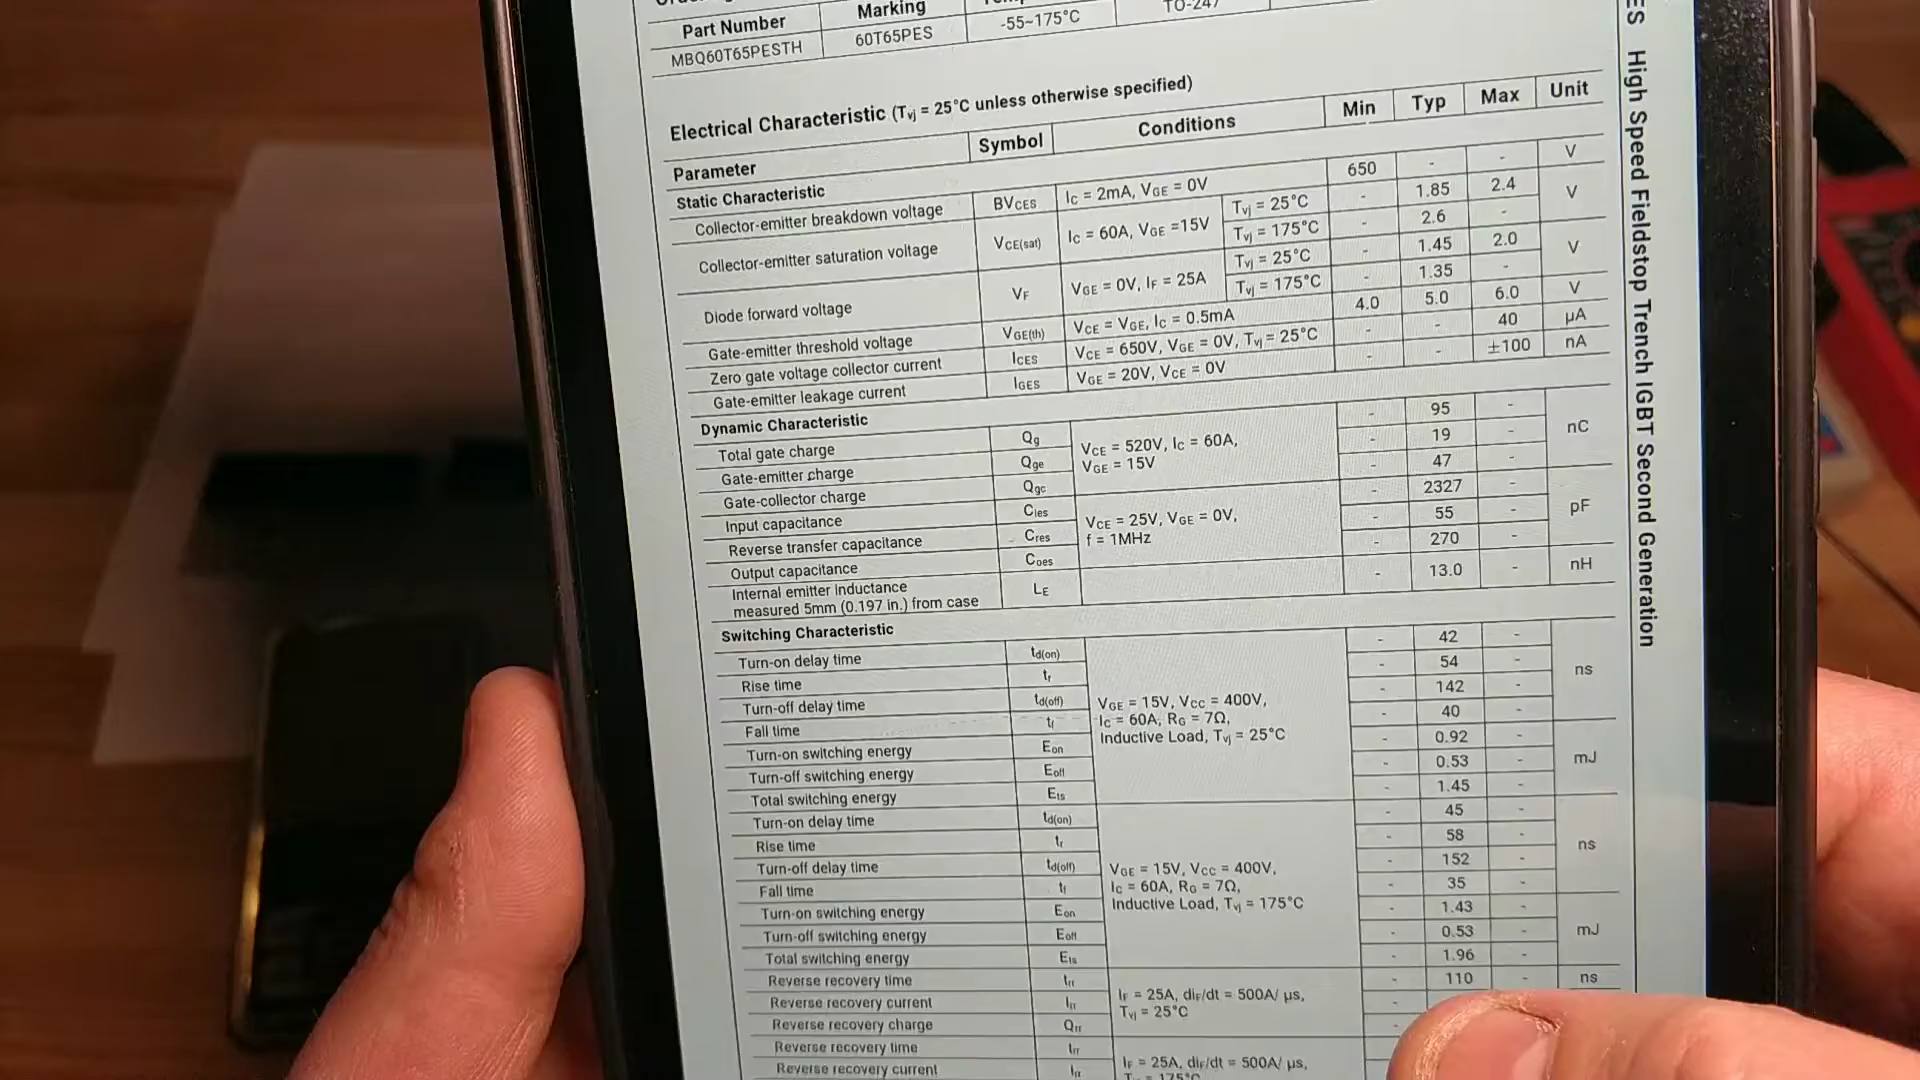 Part Number Marking
MBQ60T65PESTH 60T65PES -55~175°C TO-247
Electrical Characteristic (Tvj = 25°C unless otherwise specified)
Parameter Symbol Conditions Min Typ Max Unit
Static Characteristic
Collector-emitter breakdown voltage BVCES IC = 2mA, VGE = 0V 650 - - V
Collector-emitter saturation voltage VCE(sat) IC = 60A, VGE =15V Tvj = 25°C - 1.85 2.4 V
Tvj = 175°C - 2.6 -
Diode forward voltage VF VGE = 0V, IF = 25A Tvj = 25°C - 1.45 2.0 V
Tvj = 175°C - 1.35 -
Gate-emitter threshold voltage VGE(th) VCE = VGE, IC = 0.5mA 4.0 5.0 6.0 V
Zero gate voltage collector current ICES VCE = 650V, VGE = 0V, Tvj = 25°C - - 40 µA
Gate-emitter leakage current IGES VGE = 20V, VCE = 0V - - ±100 nA
Dynamic Characteristic
Total gate charge Qg VCE = 520V, IC = 60A, - 95 - nC
Gate-emitter charge Qge VGE = 15V - 19 -
Gate-collector charge Qgc - 47 -
Input capacitance Cies VCE = 25V, VGE = 0V, - 2327 - pF
Reverse transfer capacitance Cres f = 1MHz - 55 -
Output capacitance Coes - 270 -
Internal emitter inductance LE - 13.0 - nH
measured 5mm (0.197 in.) from case
Switching Characteristic
Turn-on delay time td(on) - 42 - ns
Rise time tr - 54 -
Turn-off delay time td(off) VGE = 15V, VCC = 400V, - 142 -
Fall time tf IC = 60A, RG = 7Ω, - 40 -
Turn-on switching energy Eon Inductive Load, Tvj = 25°C - 0.92 - mJ
Turn-off switching energy Eoff - 0.53 -
Total switching energy Ets - 1.45 -
Turn-on delay time td(on) - 45 - ns
Rise time tr - 58 -
Turn-off delay time td(off) VGE = 15V, VCC = 400V, - 152 -
Fall time tf IC = 60A, RG = 7Ω, - 35 -
Turn-on switching energy Eon Inductive Load, Tvj = 175°C - 1.43 - mJ
Turn-off switching energy Eoff - 0.53 -
Total switching energy Ets - 1.96 -
Reverse recovery time trr IF = 25A, diF/dt = 500A/ µs, - 110 - ns
Reverse recovery current Irr Tvj = 25°C -
Reverse recovery charge Qrr -
Reverse recovery time trr IF = 25A, diF/dt = 500A/ µs,
Reverse recovery current Irr = 175°C
ES High Speed Fieldstop Trench IGBT Second Generation